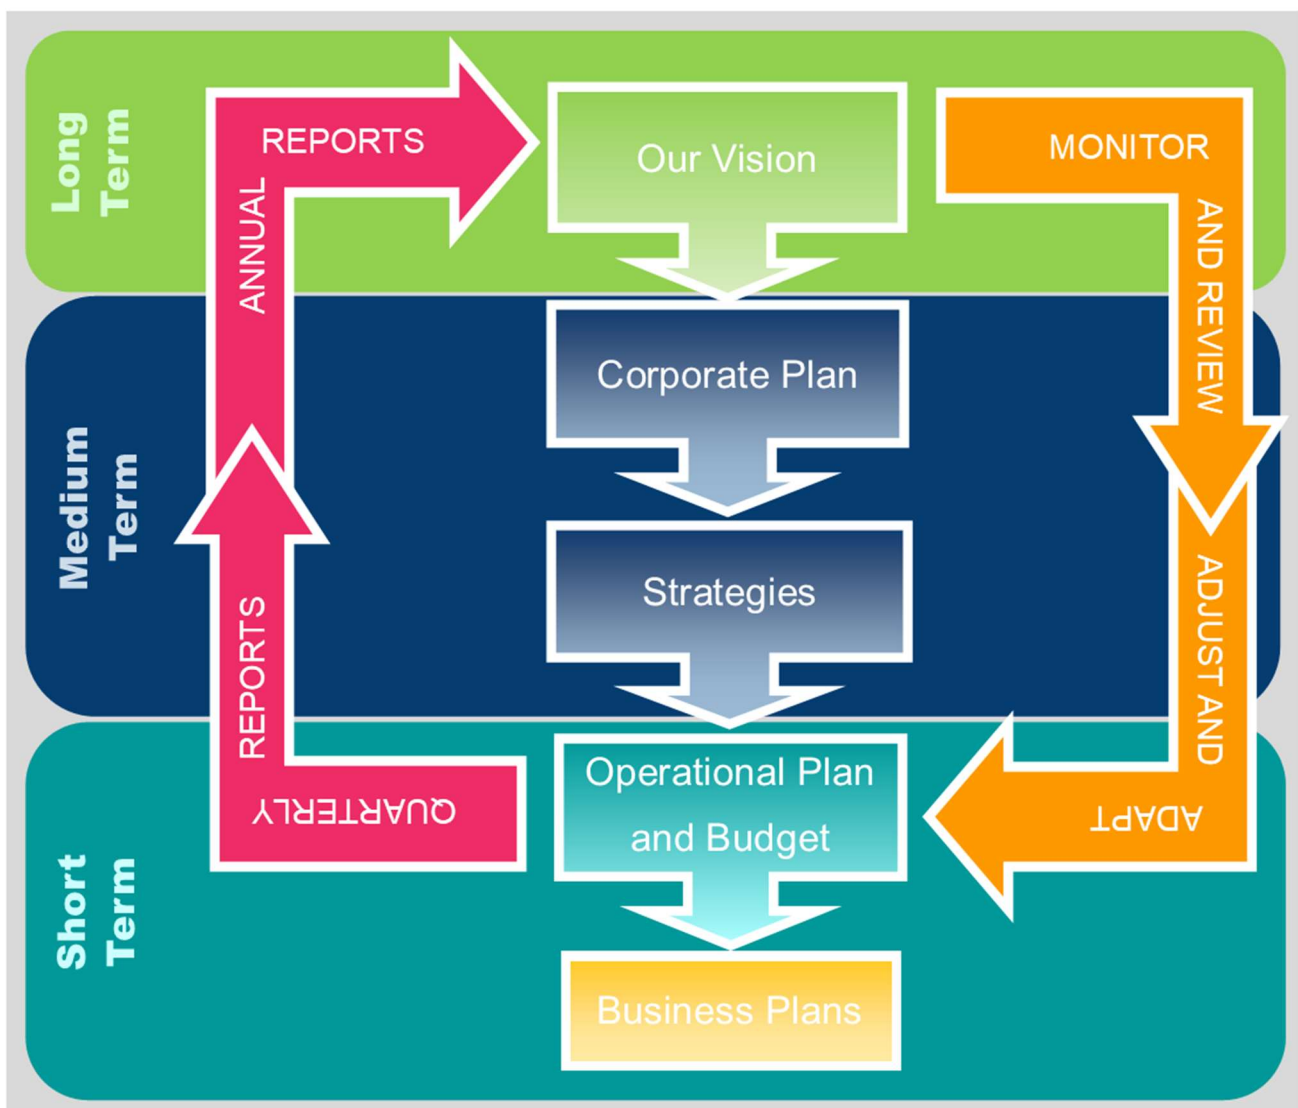 Long
Term
ANNUAL
REPORTS
Our Vision
MONITOR
AND REVIEW
Medium
Term
Corporate Plan
Strategies
QUARTERLY
REPORTS
ADJUST AND
ADAPT
Short
Term
Operational Plan
and Budget
Business Plans